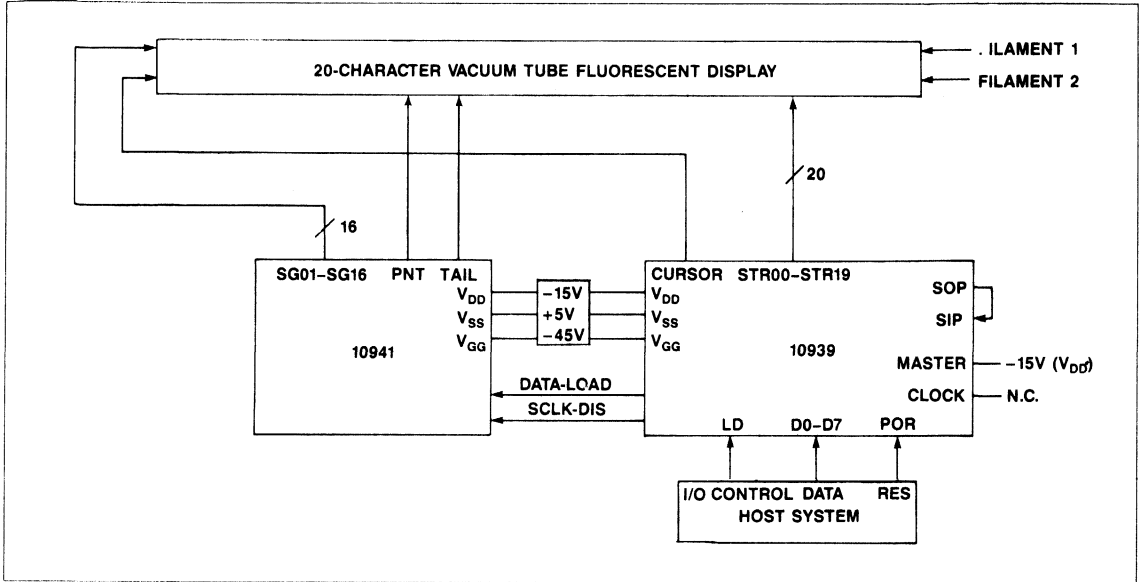 . ILAMENT 1
20-CHARACTER VACUUM TUBE FLUORESCENT DISPLAY
FILAMENT 2
20
16
SG01–SG16 PNT TAIL
CURSOR STR00–STR19
VDD –15V VDD
SOP
VSS +5V VSS
SIP
VGG –45V VGG
10941
10939
MASTER –15V (VDD)
DATA-LOAD
CLOCK N.C.
SCLK-DIS
LD D0–D7 POR
I/O CONTROL DATA RES
HOST SYSTEM